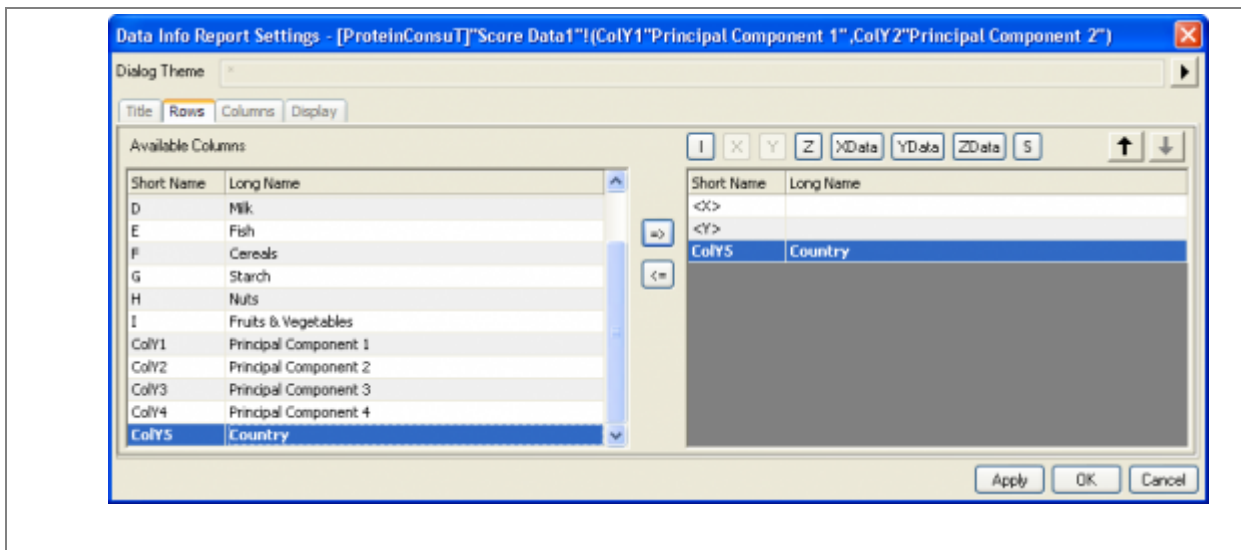 Data Info Report Settings - [ProteinConsuT]"Score Data1"!(ColY1"Principal Component 1",ColY2"Principal Component 2")
Dialog Theme *
Title Rows Columns Display
Available Columns
I X Y Z XData YData ZData S
Short Name Long Name
D Milk
E Fish
F Cereals
G Starch
H Nuts
I Fruits & Vegetables
ColY1 Principal Component 1
ColY2 Principal Component 2
ColY3 Principal Component 3
ColY4 Principal Component 4
ColY5 Country
=>
<=
Short Name Long Name
<X>
<Y>
ColY5 Country
Apply OK Cancel